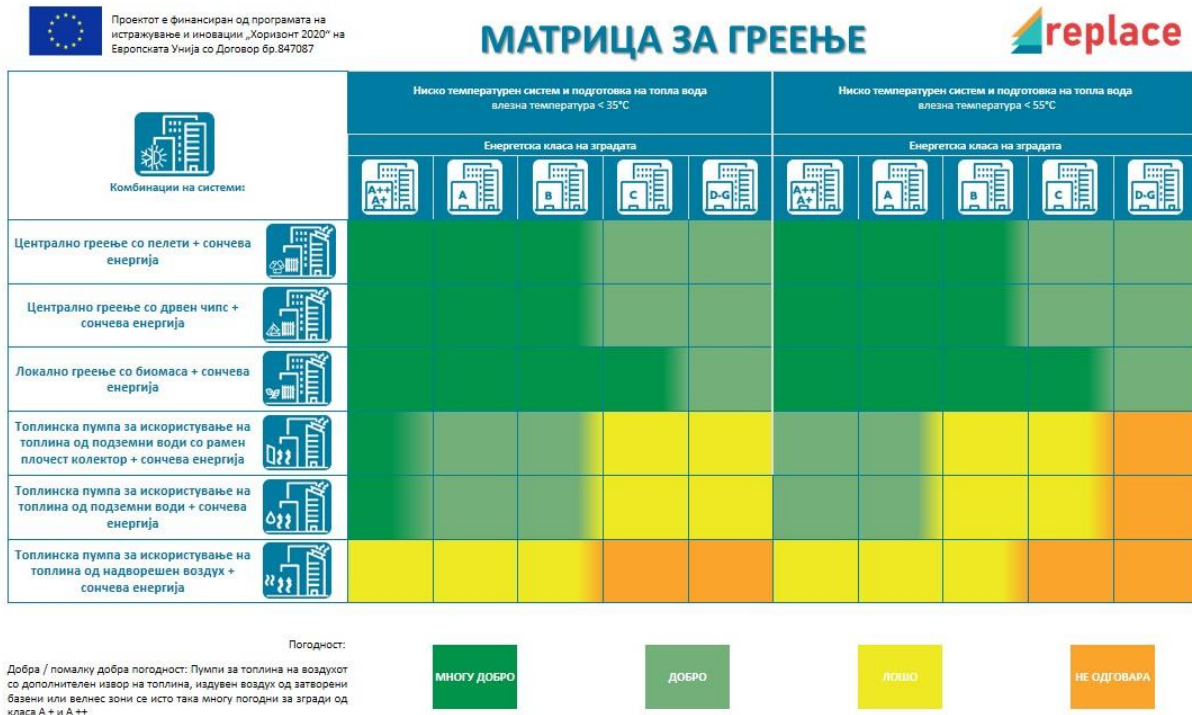 Проектот е финансиран од програмата на
истражување и иновации „Хоризонт 2020“ на
Европската Унија со Договор бр.847087
МАТРИЦА ЗА ГРЕЕЊЕ
replace
Ниско температурен систем и подготовка на топла вода
влезна температура < 35°C
Ниско температурен систем и подготовка на топла вода
влезна температура < 55°C
Енергетска класа на зградата
Енергетска класа на зградата
Комбинации на системи:
A++
A+
A
B
C
D-G
A++
A+
A
B
C
D-G
Централно греење со пелети + сончева
енергија
Централно греење со дрвен чипс +
сончева енергија
Локално греење со биомаса + сончева
енергија
Топлинска пумпа за искористување на
топлина од подземни води со рамен
плочест колектор + сончева енергија
Топлинска пумпа за искористување на
топлина од подземни води + сончева
енергија
Топлинска пумпа за искористување на
топлина од надворешен воздух +
сончева енергија
Погодност:
Добра / помалку добра погодност: Пумпи за топлина на воздухот
со дополнителен извор на топлина, издувен воздух од затворени
базени или велнес зони се исто така многу погодни за згради од
класа А + и А ++
МНОГУ ДОБРО
ДОБРО
ЛОШО
НЕ ОДГОВАРА